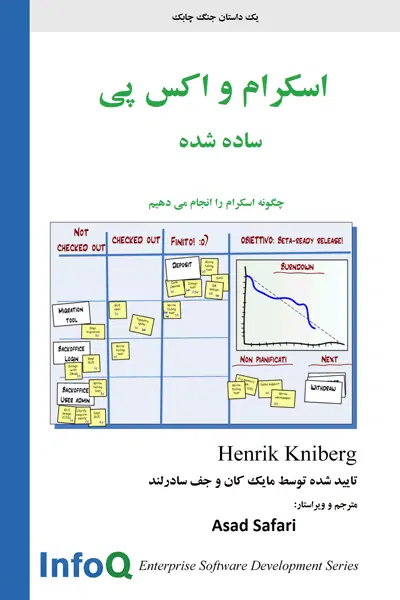 یک داستان جنگ چابک
اسکرام و اکس پی
ساده شده
چگونه اسکرام را انجام می دهیم
NOT CHECKED OUT
CHECKED OUT
FINITO! :o)
OBIETTIVO: BETA-READY RELEASE!
DEPOSIT
BURNDOWN
MIGRATION TOOL
BACKOFFICE LOGIN
BACKOFFICE USER ADMIN
NON PIANIFICATI
NEXT
WITHDRAW
Henrik Kniberg
تایید شده توسط مایک کان و جف سادرلند
مترجم و ویراستار:
Asad Safari
InfoQ Enterprise Software Development Series